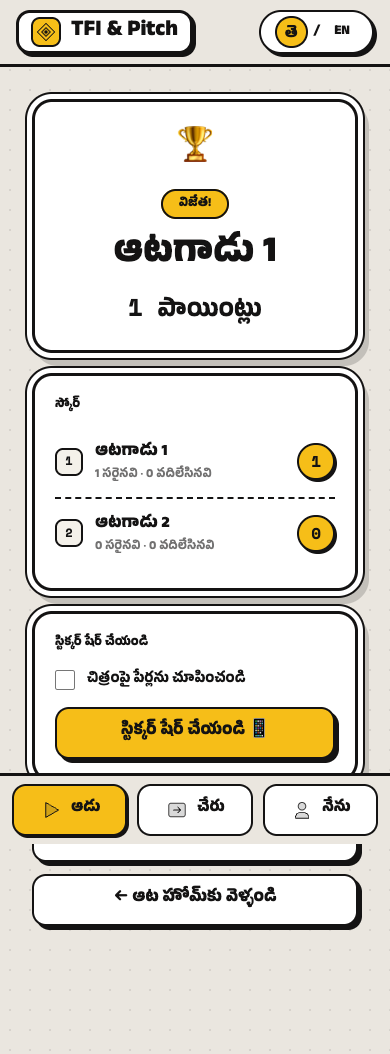 TFI & Pitch
తె / EN
విజేత!
ఆటగాడు 1
1 పాయింట్లు
స్కోర్
1 ఆటగాడు 1 1
1 సరైనవి · 0 వదిలేసినవి
2 ఆటగాడు 2 0
0 సరైనవి · 0 వదిలేసినవి
స్టిక్కర్ షేర్ చేయండి
చిత్రంపై పేర్లను చూపించండి
స్టిక్కర్ షేర్ చేయండి
ఆడు చేరు నేను
← ఆట హోమ్‌కు వెళ్ళండి